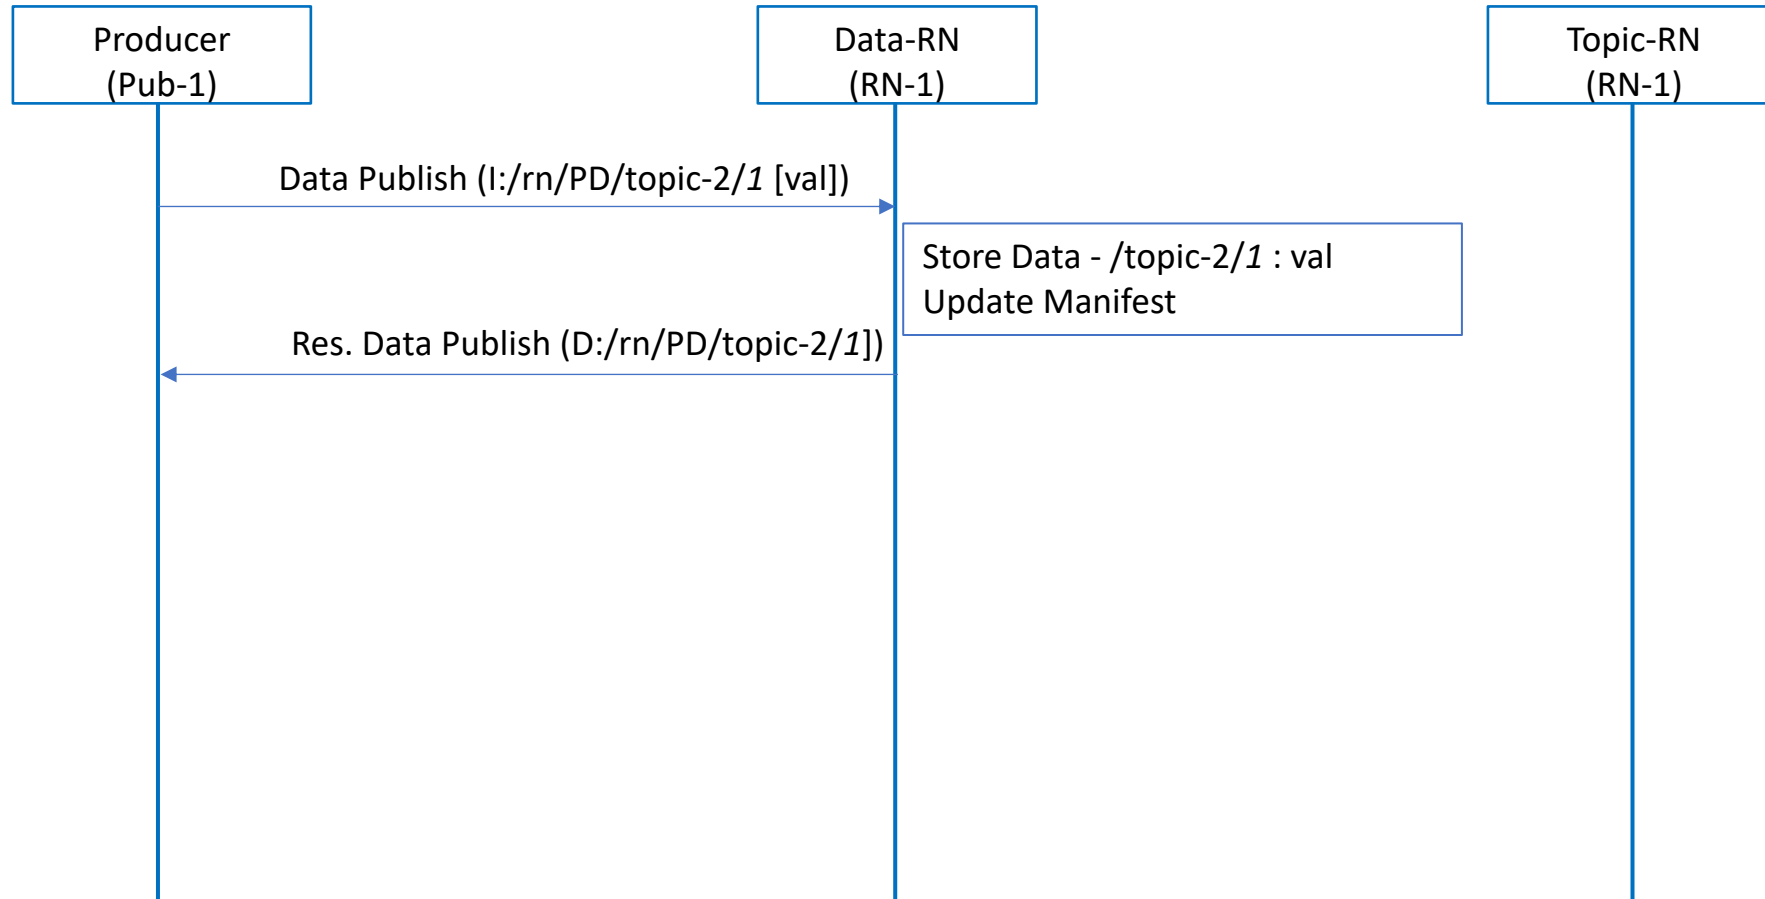 Producer
(Pub-1)
Data-RN
(RN-1)
Topic-RN
(RN-1)
Data Publish (I:/rn/PD/topic-2/1 [val])
Store Data - /topic-2/1 : val
Update Manifest
Res. Data Publish (D:/rn/PD/topic-2/1])